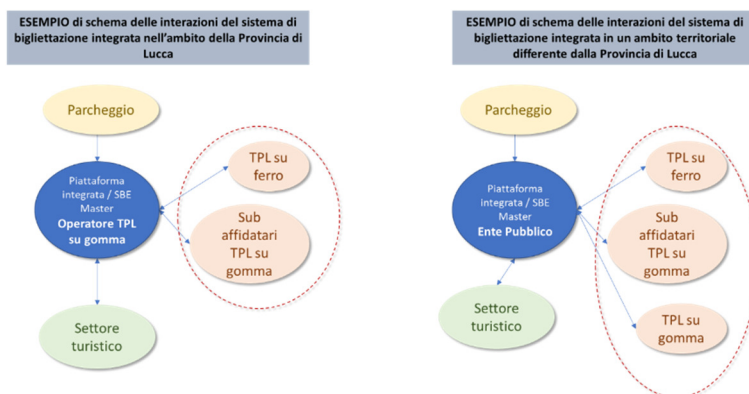 ESEMPIO di schema delle interazioni del sistema di
bigliettazione integrata nell'ambito della Provincia di
Lucca
Parcheggio
Piattaforma
integrata / SBE
Master
Operatore TPL
su gomma
TPL su
ferro
Sub
affidatari
TPL su
gomma
Settore
turistico
ESEMPIO di schema delle interazioni del sistema di
bigliettazione integrata in un ambito territoriale
differente dalla Provincia di Lucca
Parcheggio
Piattaforma
integrata / SBE
Master
Ente Pubblico
TPL su
ferro
Sub
affidatari
TPL su
gomma
TPL su
gomma
Settore
turistico